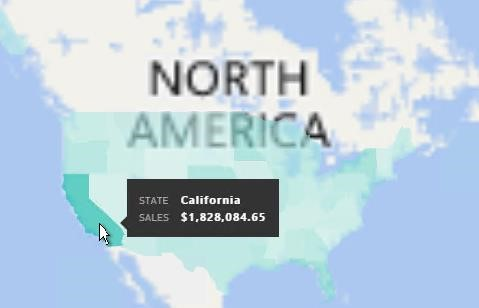 NORTH
AMERICA
STATE California
SALES $1,828,084.65